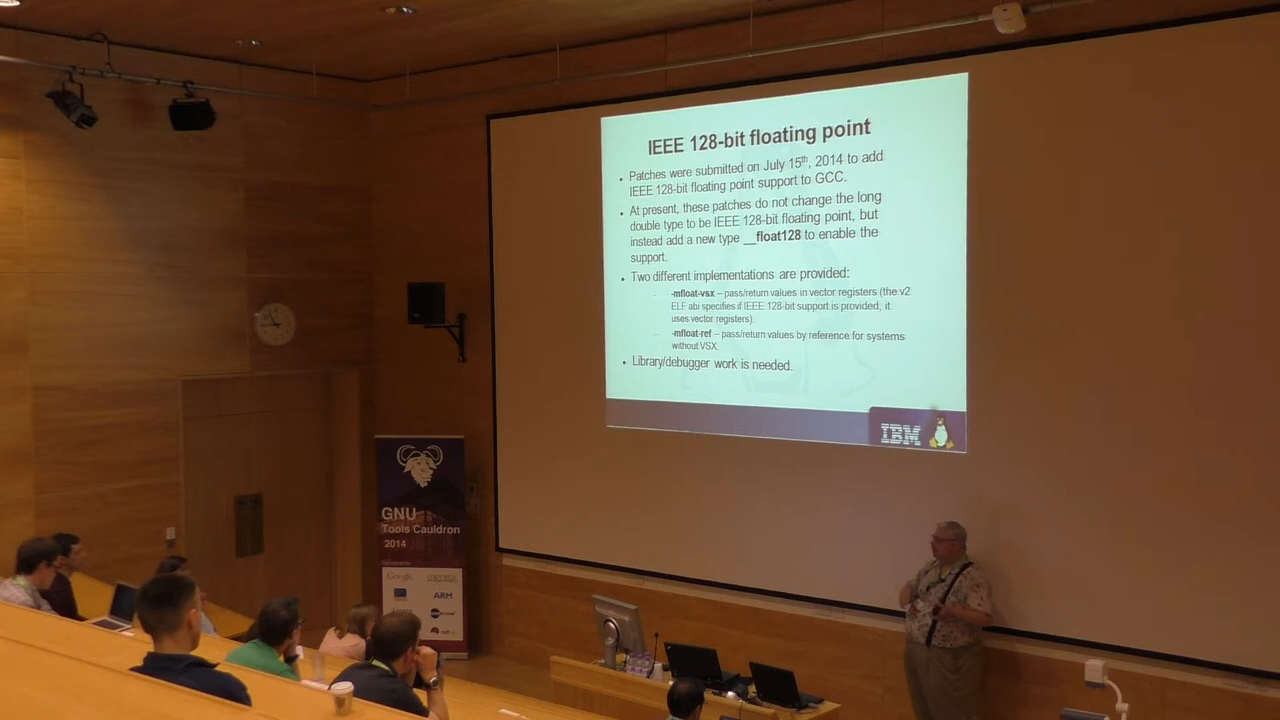 IEEE 128-bit floating point
• Patches were submitted on July 15th, 2014 to add
IEEE 128-bit floating point support to GCC.
• At present, these patches do not change the long
double type to be IEEE 128-bit floating point, but
instead add a new type __float128 to enable the
support.
• Two different implementations are provided:
– -mfloat-vsx – pass/return values in vector registers (the v2
ELF abi specifies if IEEE 128-bit support is provided, it
uses vector registers).
– -mfloat-ref – pass/return values by reference for systems
without VSX.
• Library/debugger work is needed.
IBM
GNU
Tools Cauldron
2014
Google
ARM